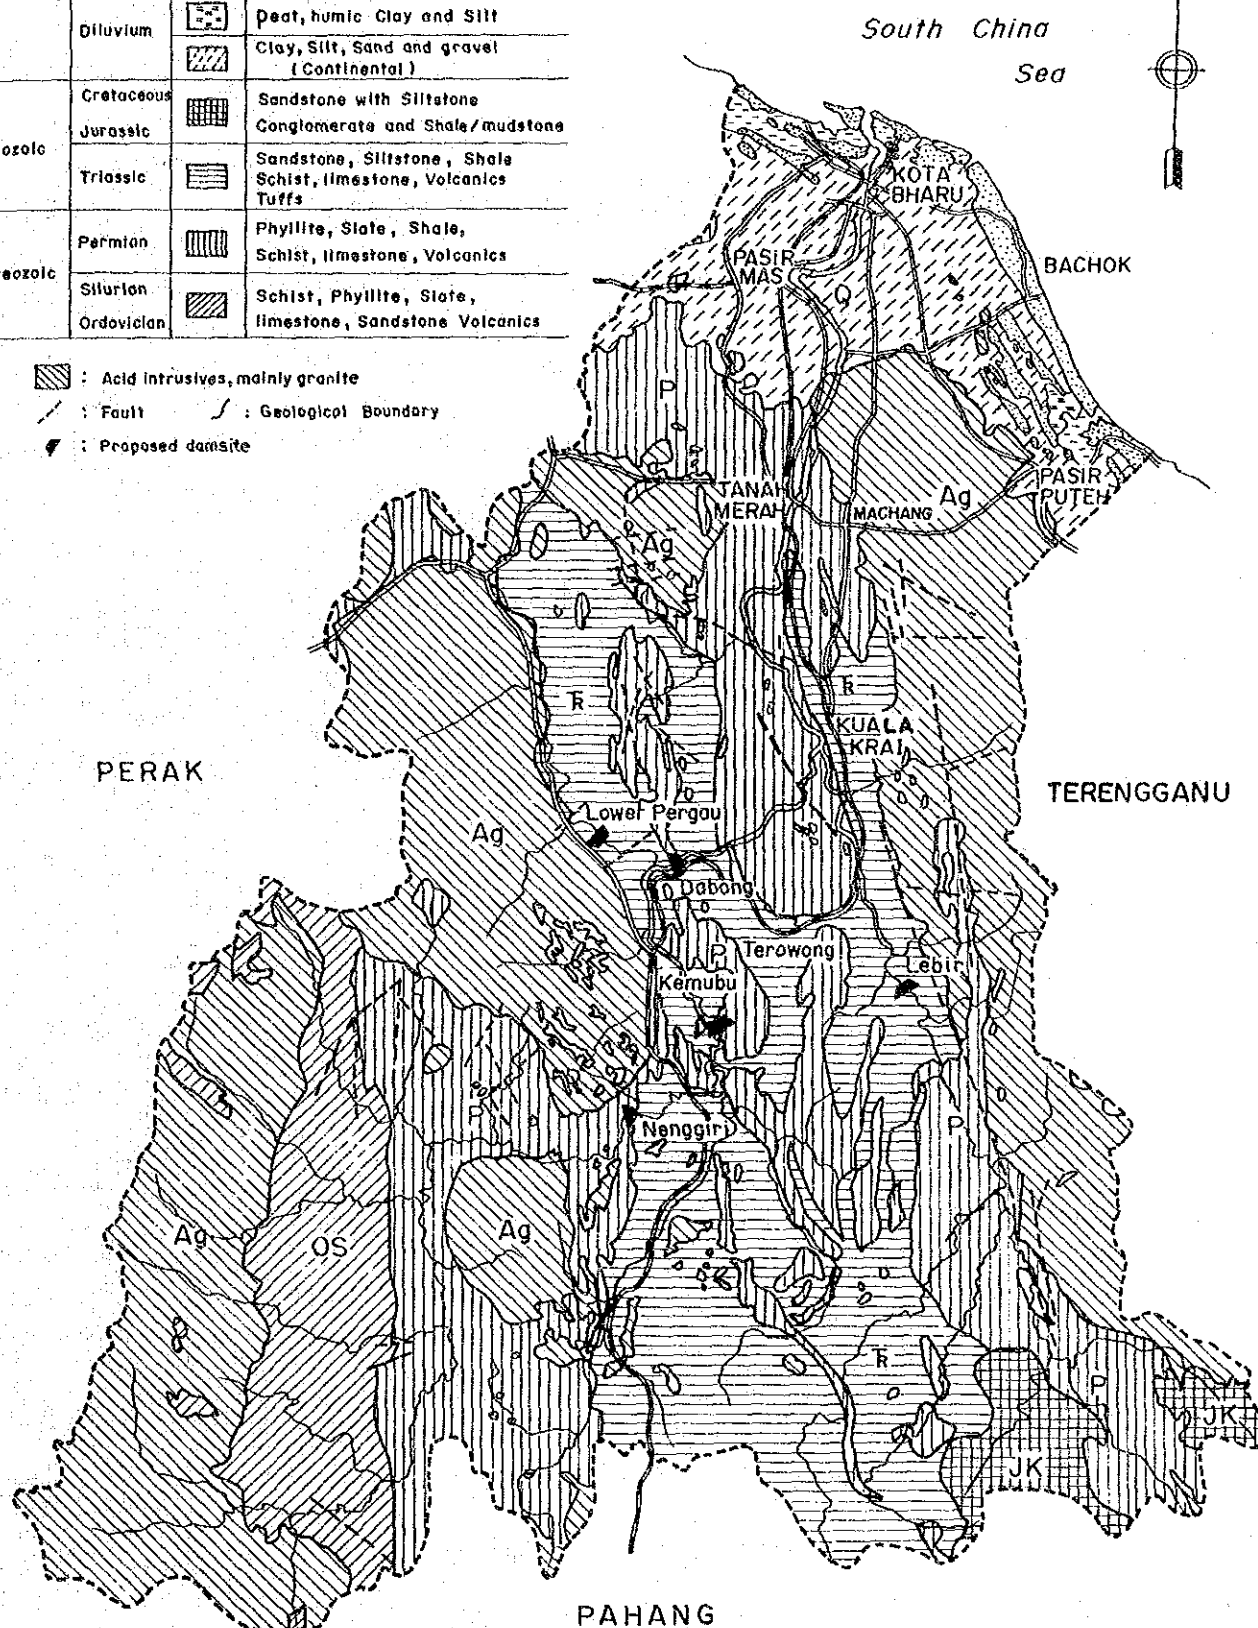 Diluvium
Peat, humic Clay and Silt
Clay, Silt, Sand and gravel
(Continental)
ozoic
Cretaceous
Jurassic
Sandstone with Siltstone
Conglomerate and Shale/mudstone
Triassic
Sandstone, Siltstone, Shale
Schist, limestone, Volcanics
Tuffs
eozoic
Permian
Phyllite, Slate, Shale,
Schist, limestone, Volcanics
Silurian
Ordovician
Schist, Phyllite, Slate,
limestone, Sandstone Volcanics
: Acid intrusives, mainly granite
: Fault
: Geological Boundary
: Proposed damsite
South China
Sea
KOTA
BHARU
BACHOK
PASIR
MAS
Q
P
TANAH
MERAH
MACHANG
Ag
PASIR
PUTEH
Ag
TR
TR
KUALA
KRAI
PERAK
TERENGGANU
Lower Pergau
Ag
Dabong
P
Terowong
Lebir
Kemubu
P
Nenggiri
P
Ag
OS
Ag
TR
P
JK
JK
PAHANG